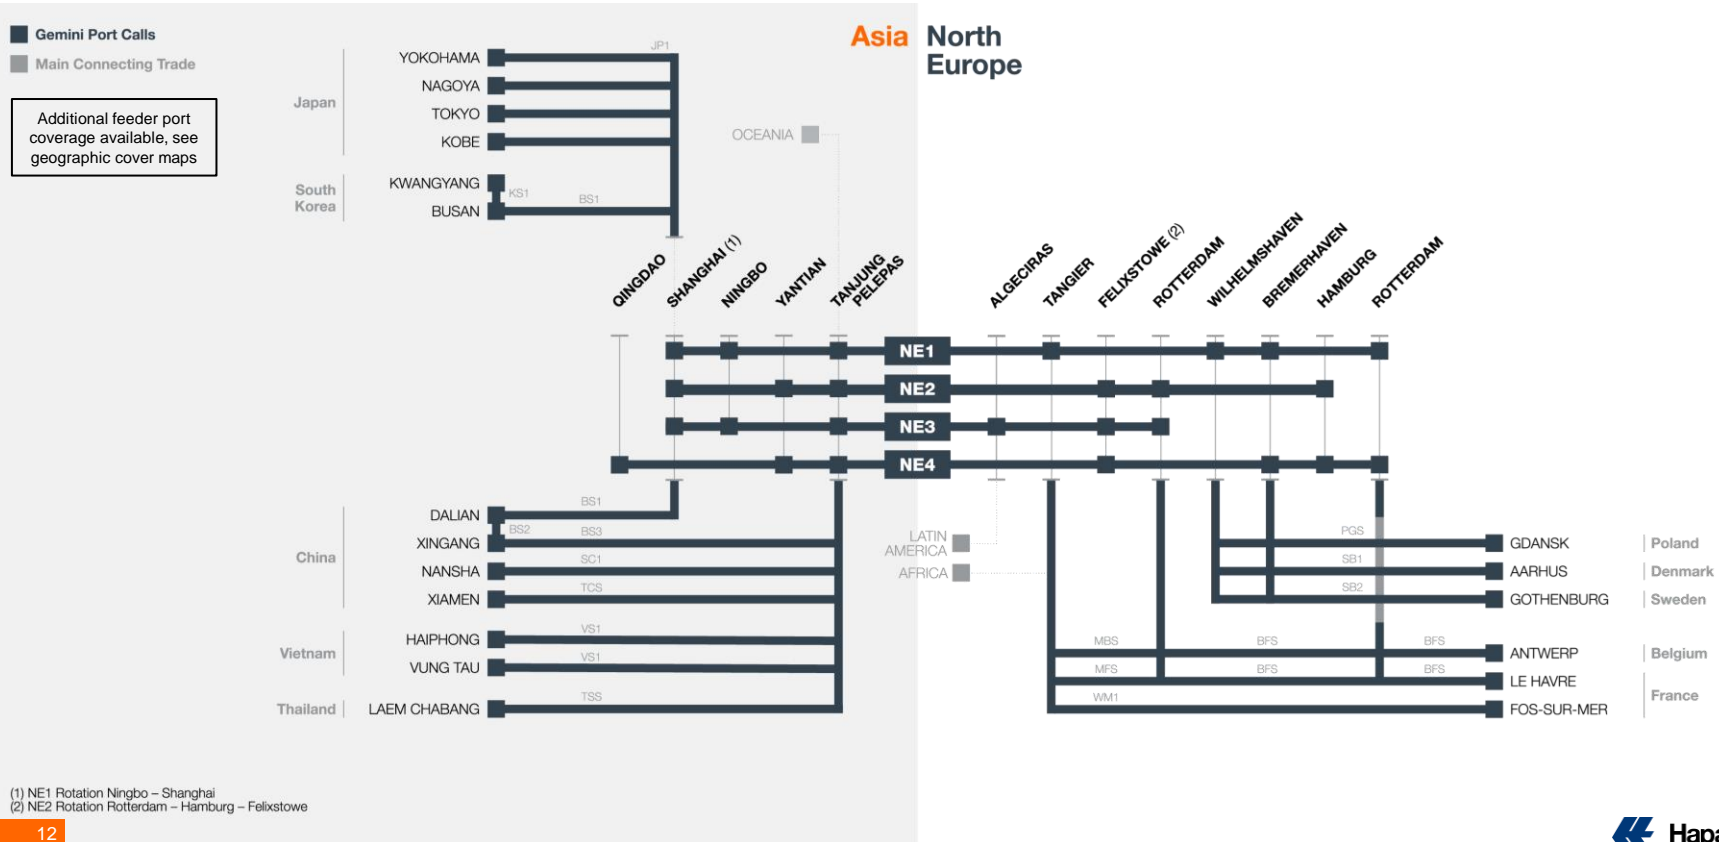 Gemini Port Calls
Main Connecting Trade
Additional feeder port
coverage available, see
geographic cover maps
Asia
North
Europe
Japan
YOKOHAMA
JP1
NAGOYA
TOKYO
KOBE
OCEANIA
South
Korea
KWANGYANG
KS1
BUSAN
BS1
QINGDAO
SHANGHAI (1)
NINGBO
YANTIAN
TANJUNG
PELEPAS
ALGECIRAS
TANGIER
FELIXSTOWE (2)
ROTTERDAM
WILHELMSHAVEN
BREMERHAVEN
HAMBURG
ROTTERDAM
NE1
NE2
NE3
NE4
China
DALIAN
BS1
BS2
XINGANG
BS3
NANSHA
SC1
XIAMEN
TCS
Vietnam
HAIPHONG
VS1
VUNG TAU
VS1
Thailand
LAEM CHABANG
TSS
LATIN
AMERICA
AFRICA
PGS
GDANSK
Poland
SB1
AARHUS
Denmark
SB2
GOTHENBURG
Sweden
MBS
BFS
BFS
ANTWERP
Belgium
MFS
BFS
BFS
LE HAVRE
France
WM1
FOS-SUR-MER
(1) NE1 Rotation Ningbo – Shanghai
(2) NE2 Rotation Rotterdam – Hamburg – Felixstowe
12
Hapa